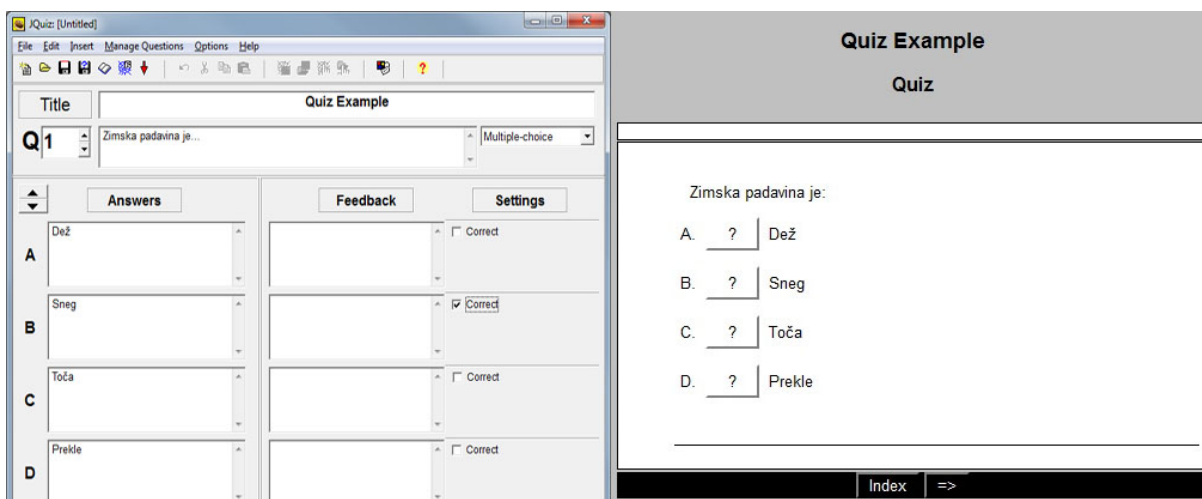 JQuiz: [Untitled]
File Edit Insert Manage Questions Options Help
Title
Quiz Example
Q 1
Zimska padavina je...
Multiple-choice
Answers
Feedback
Settings
A
Dež
Correct
B
Sneg
Correct
C
Toča
Correct
D
Prekle
Correct
Quiz Example
Quiz
Zimska padavina je:
A. ? Dež
B. ? Sneg
C. ? Toča
D. ? Prekle
Index =>